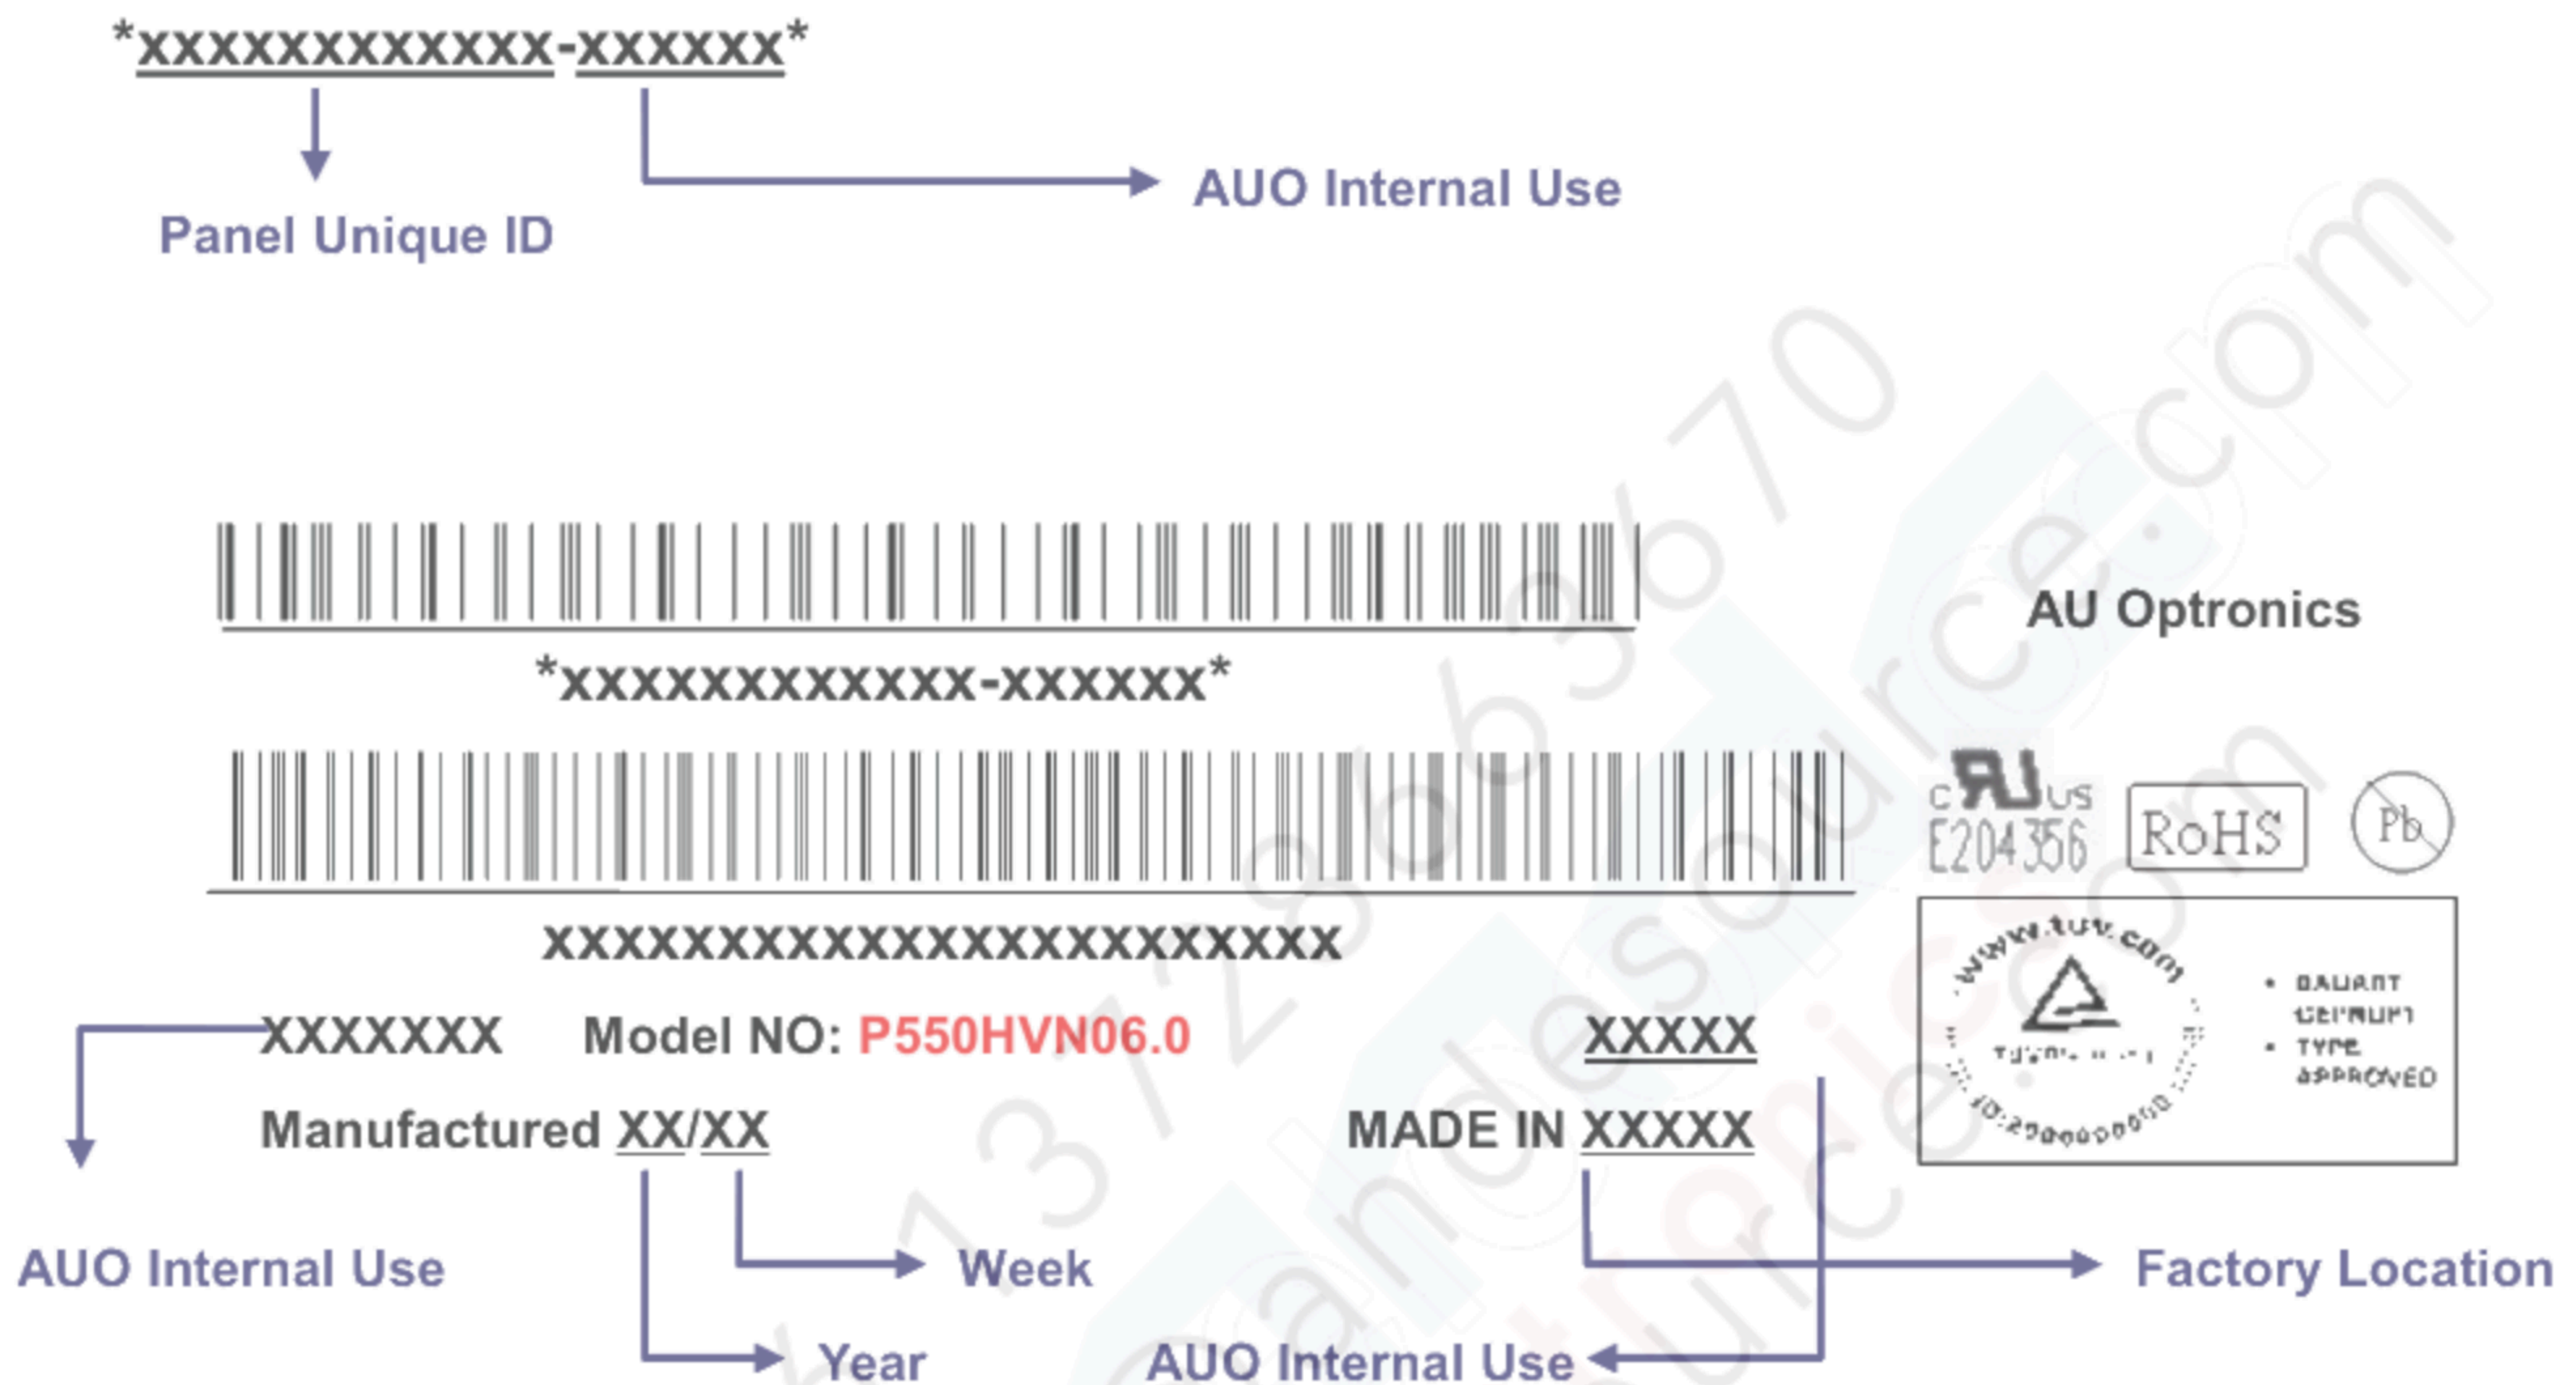 *xxxxxxxxxxxx-xxxxxx*
AUO Internal Use
Panel Unique ID
AU Optronics
*xxxxxxxxxxxx-xxxxxx*
c US
E204356
RoHS
Pb
xxxxxxxxxxxxxxxxxxxxxxx
www.tuv.com
XXXXXXX Model NO: P550HVN06.0
XXXXX
TYPE
APPROVED
Manufactured XX/XX
MADE IN XXXXX
AUO Internal Use
Week
Factory Location
Year
AUO Internal Use
13728663670